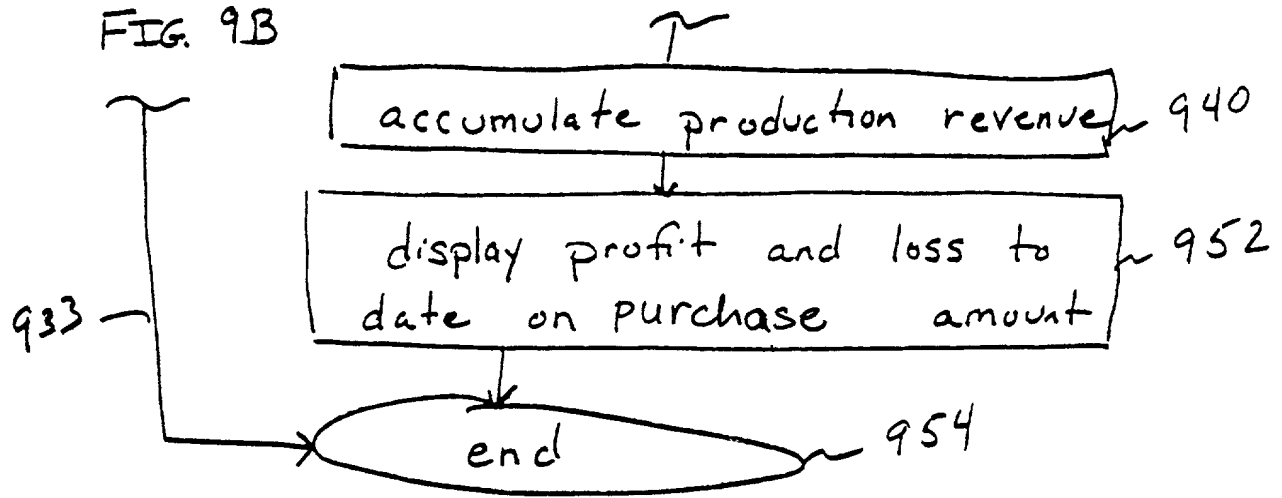 FIG. 9B
accumulate production revenue
940
display profit and loss to
date on purchase amount
952
933
end
954